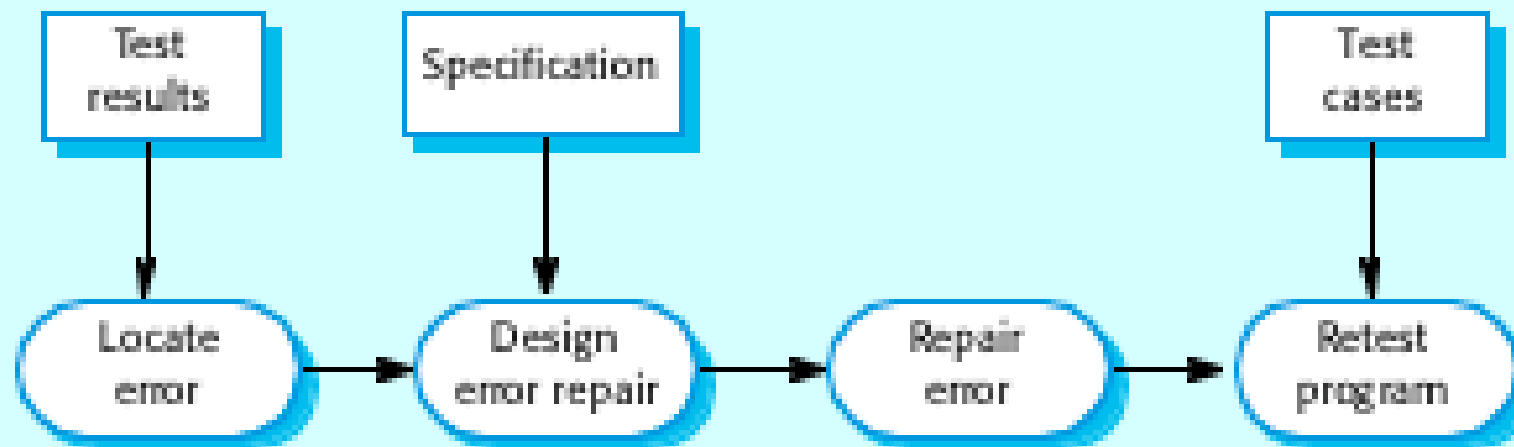 Test
results
Specification
Test
cases
Locate
error
Design
error repair
Repair
error
Retest
program